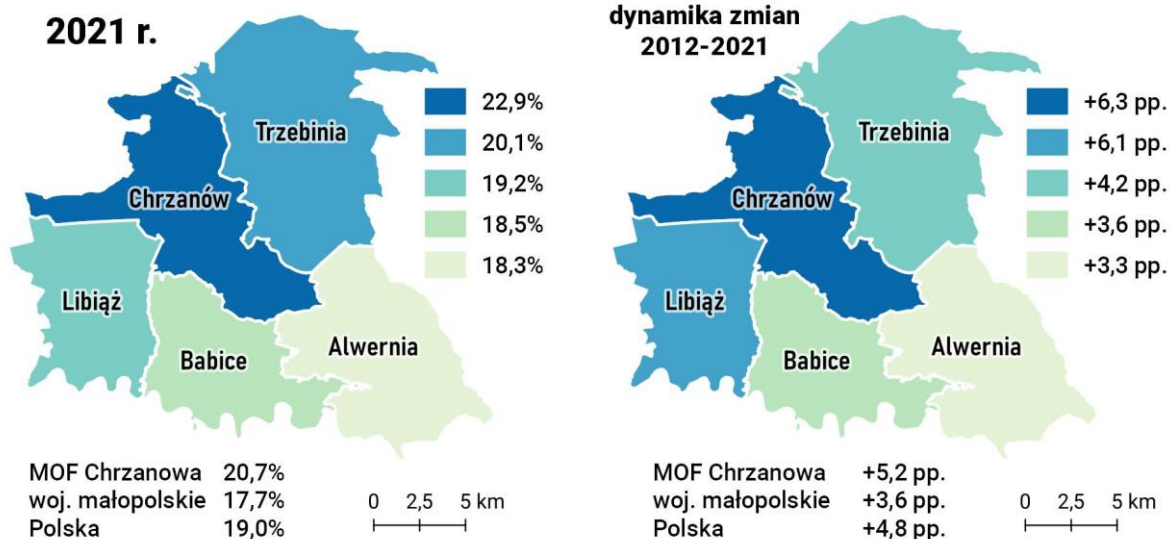 2021 r.
22,9%
20,1%
19,2%
18,5%
18,3%
Trzebinia
Chrzanów
Libiąż
Babice
Alwernia
MOF Chrzanowa 20,7%
woj. małopolskie 17,7%
Polska 19,0%
0 2,5 5 km
dynamika zmian
2012-2021
+6,3 pp.
+6,1 pp.
+4,2 pp.
+3,6 pp.
+3,3 pp.
Trzebinia
Chrzanów
Libiąż
Babice
Alwernia
MOF Chrzanowa +5,2 pp.
woj. małopolskie +3,6 pp.
Polska +4,8 pp.
0 2,5 5 km